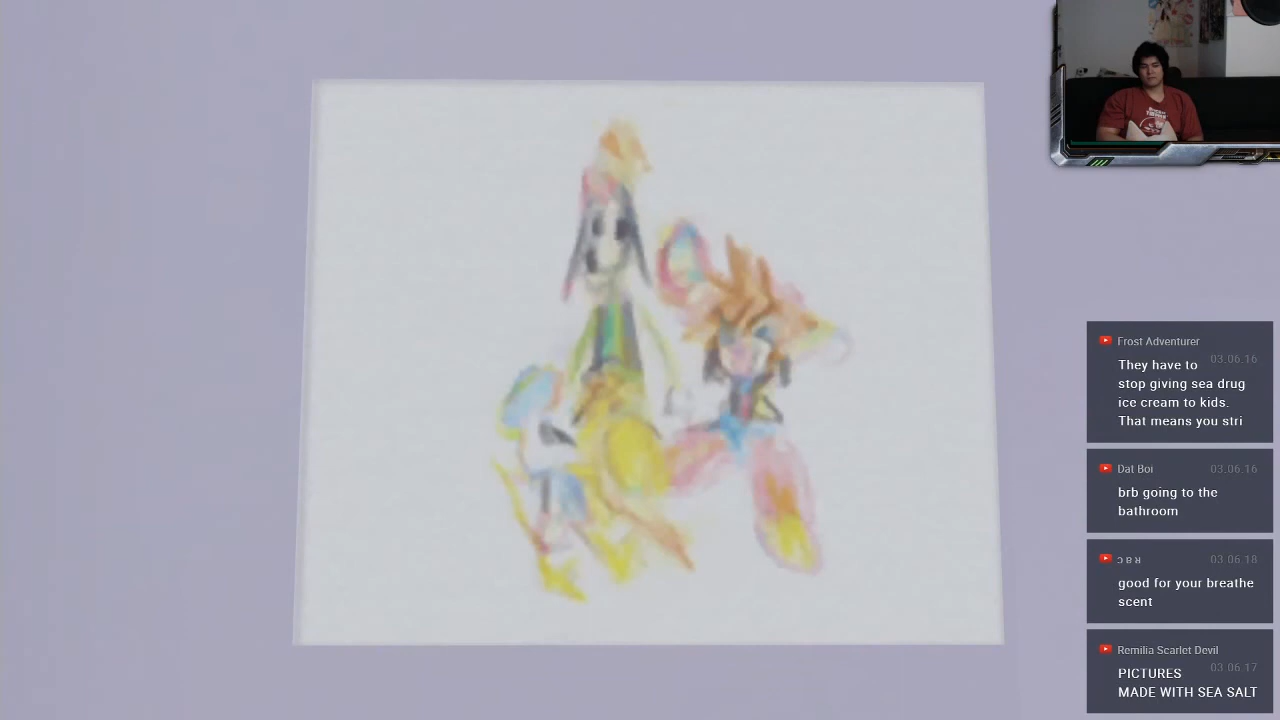 Frost Adventurer
03.06.16
They have to
stop giving sea drug
ice cream to kids.
That means you stri
Dat Boi
03.06.16
brb going to the
bathroom
ɔ ᴚ ʁ
03.06.18
good for your breathe
scent
Remilia Scarlet Devil
03.06.17
PICTURES
MADE WITH SEA SALT